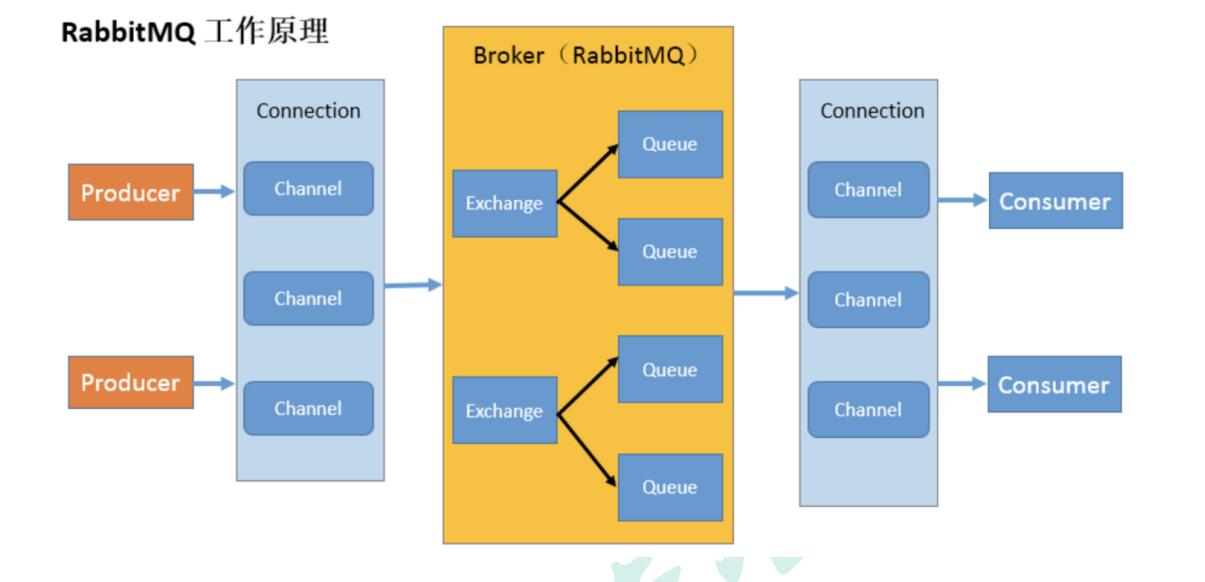 RabbitMQ 工作原理
Broker（RabbitMQ）
Connection
Connection
Queue
Channel
Channel
Producer
Exchange
Consumer
Queue
Channel
Channel
Queue
Producer
Consumer
Exchange
Channel
Channel
Queue